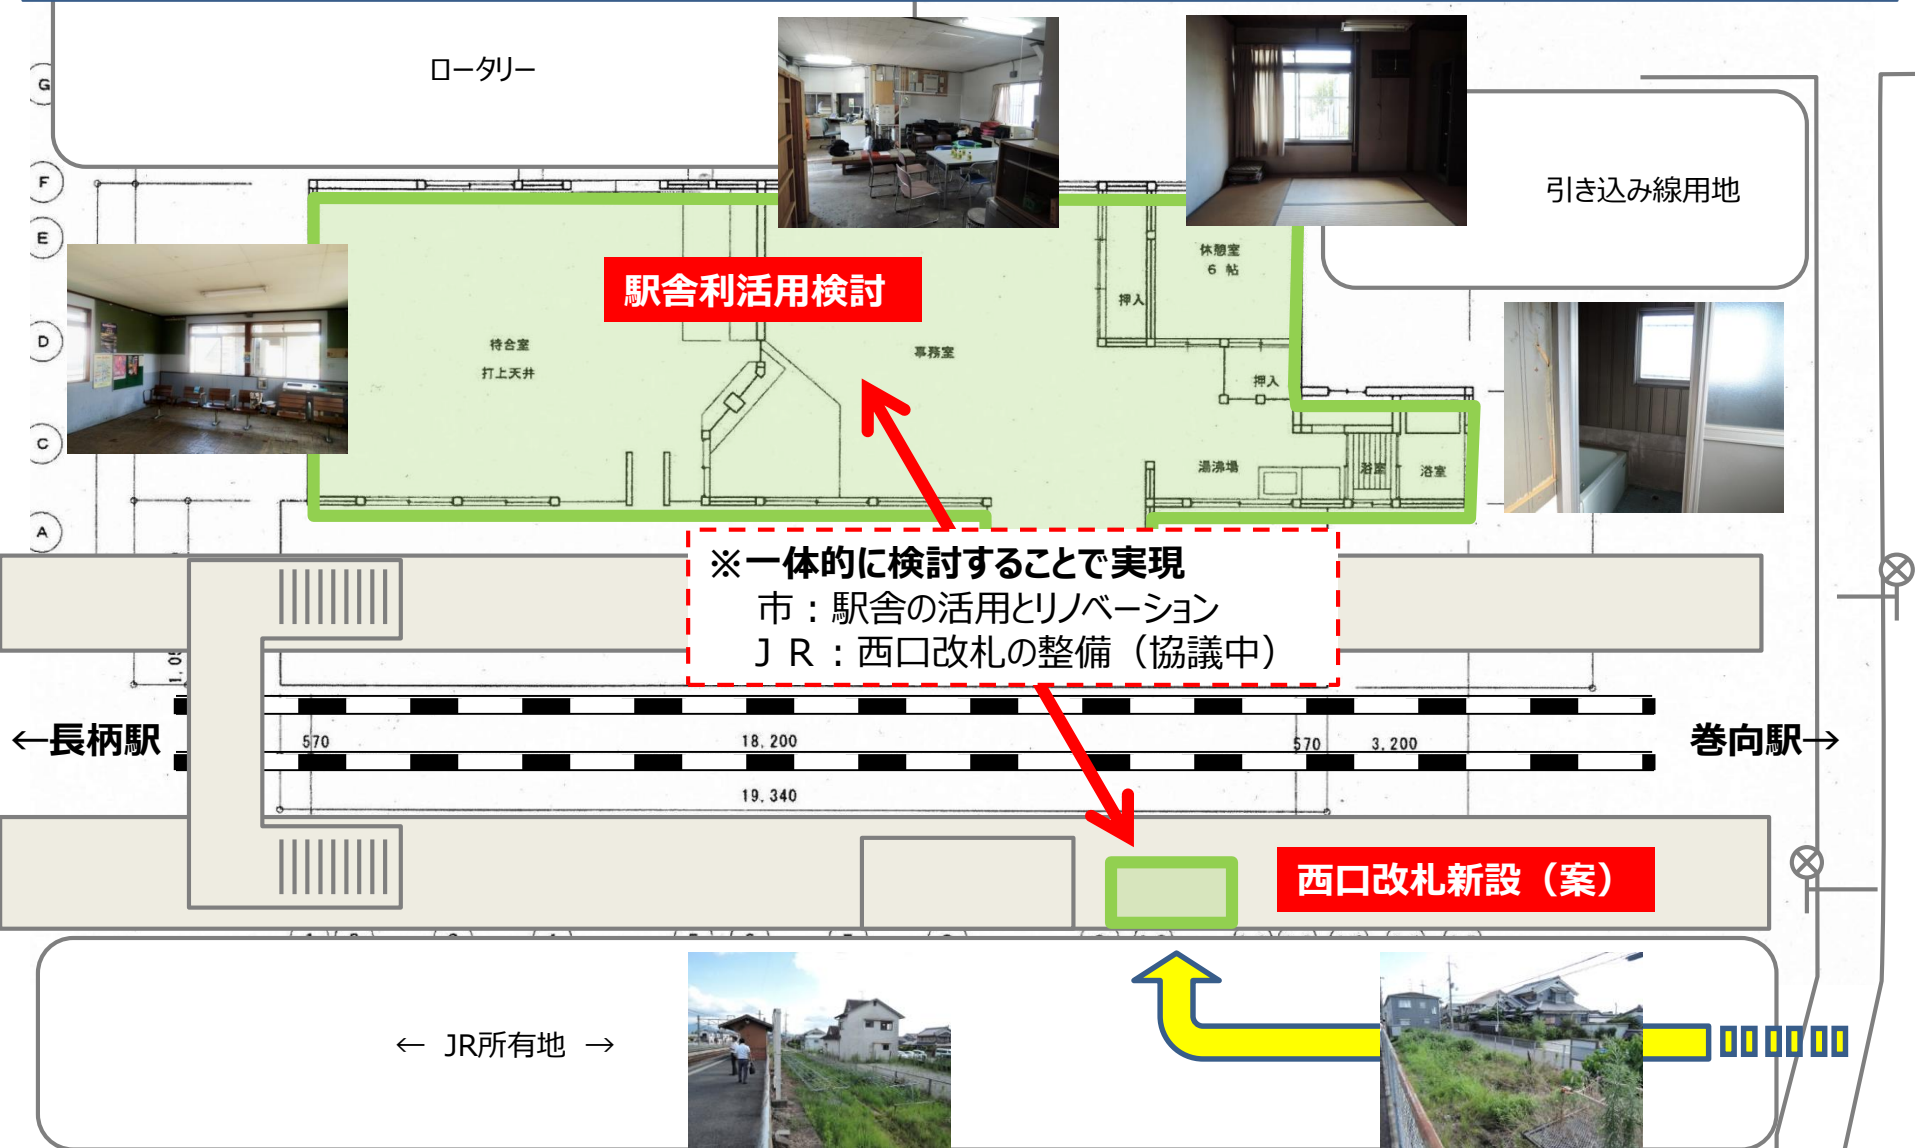 ロータリー
引き込み線用地
G
F
E
D
C
A
休憩室
6 帖
押入
駅舎利活用検討
待合室
打上天井
事務室
押入
湯沸場
浴室
浴室
※一体的に検討することで実現
市：駅舎の活用とリノベーション
ＪＲ：西口改札の整備（協議中）
1.05
←長柄駅
巻向駅→
570
18.200
570
3.200
19.340
西口改札新設（案）
← JR所有地 →